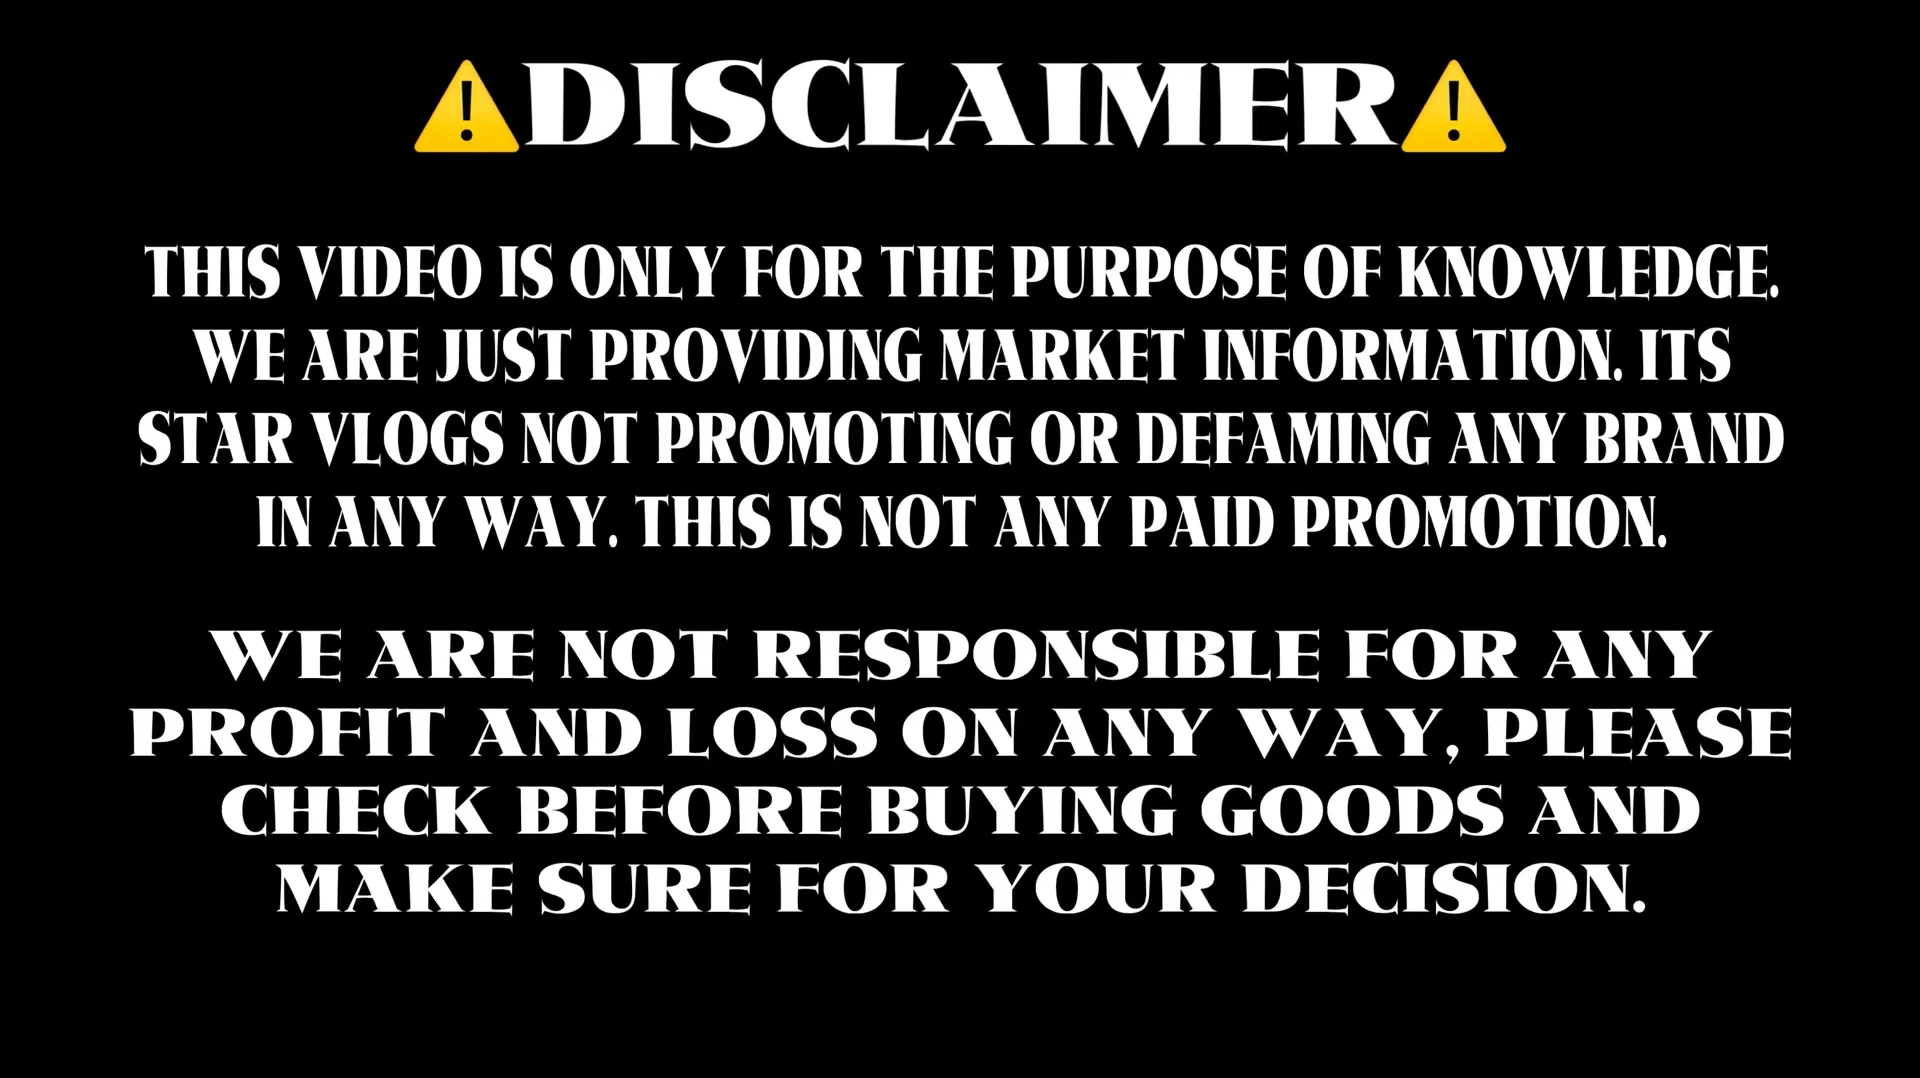 ⚠️DISCLAIMER⚠️
THIS VIDEO IS ONLY FOR THE PURPOSE OF KNOWLEDGE.
WE ARE JUST PROVIDING MARKET INFORMATION. ITS
STAR VLOGS NOT PROMOTING OR DEFAMING ANY BRAND
IN ANY WAY. THIS IS NOT ANY PAID PROMOTION.
WE ARE NOT RESPONSIBLE FOR ANY
PROFIT AND LOSS ON ANY WAY, PLEASE
CHECK BEFORE BUYING GOODS AND
MAKE SURE FOR YOUR DECISION.